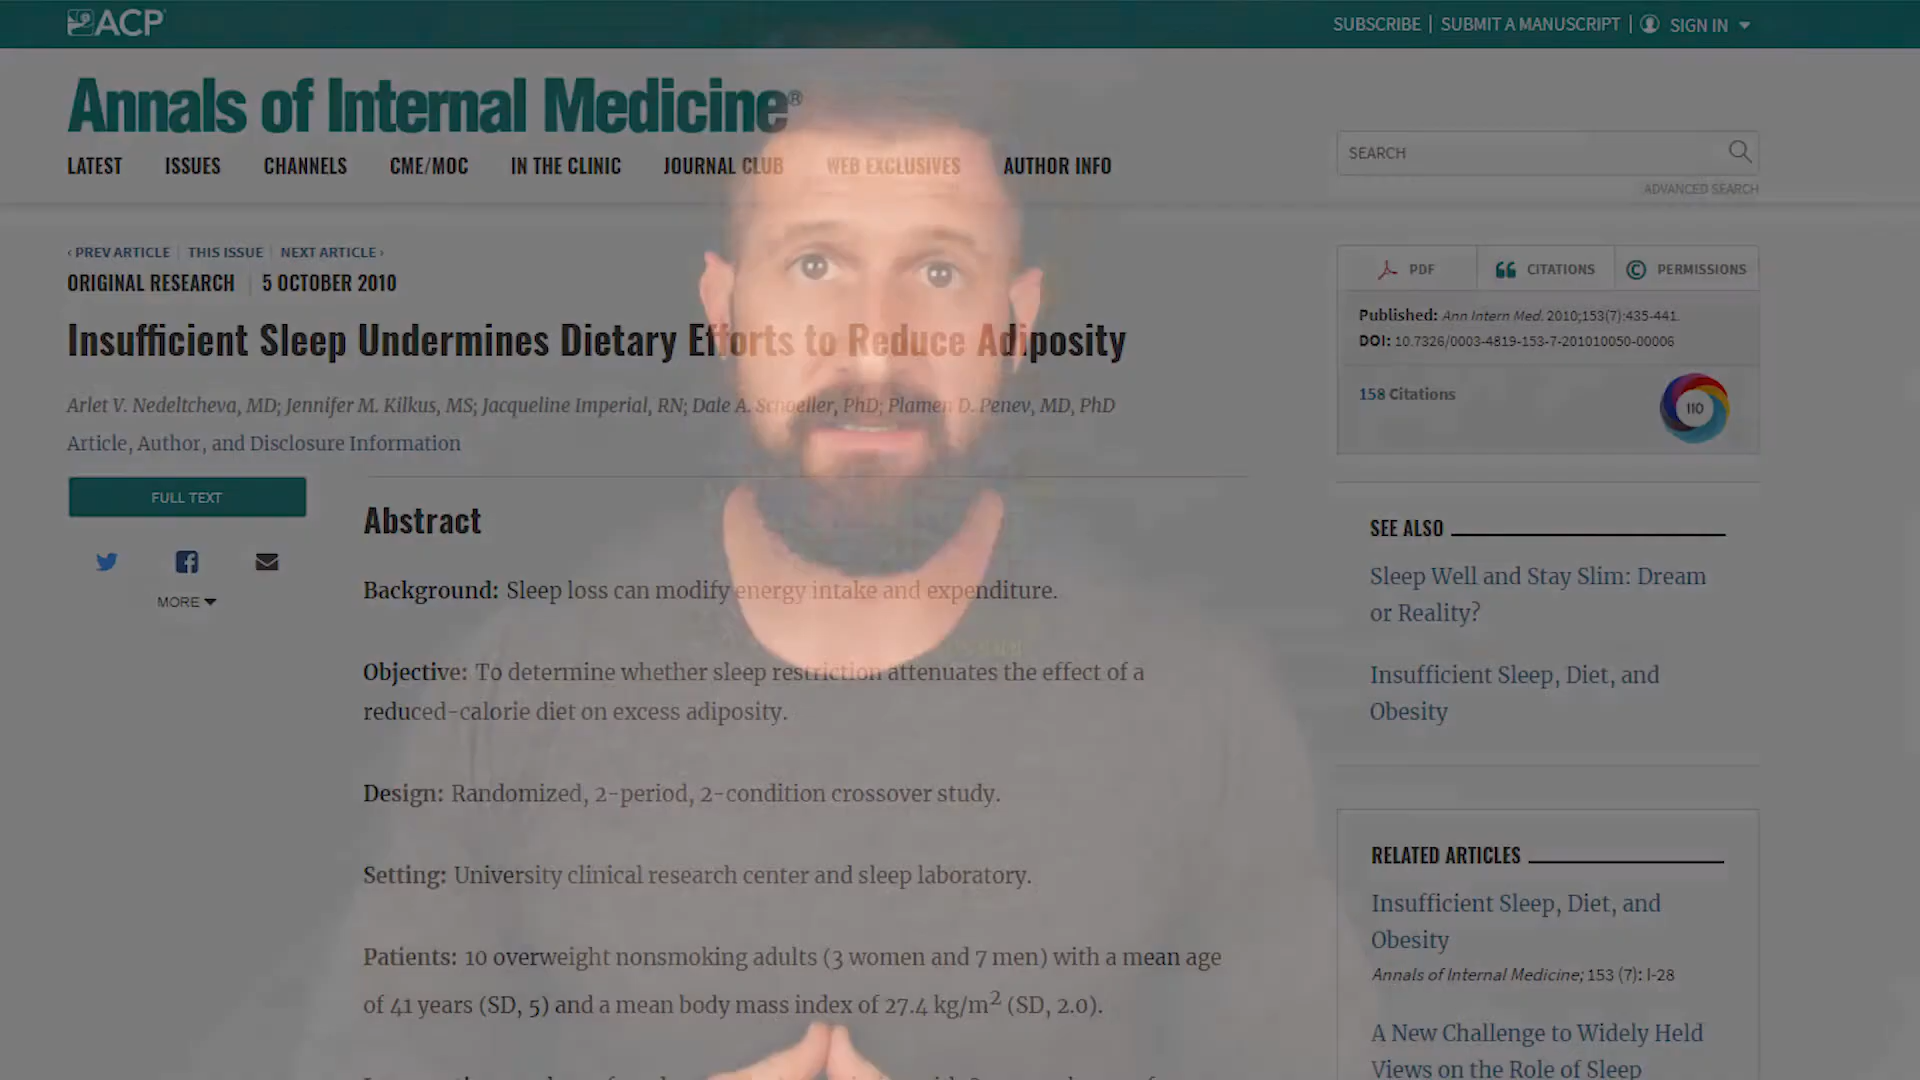 ACP
SUBSCRIBE | SUBMIT A MANUSCRIPT | SIGN IN
Annals of Internal Medicine®
LATEST ISSUES CHANNELS CME/MOC IN THE CLINIC JOURNAL CLUB WEB EXCLUSIVES AUTHOR INFO
SEARCH
ADVANCED SEARCH
‹ PREV ARTICLE | THIS ISSUE | NEXT ARTICLE ›
ORIGINAL RESEARCH | 5 OCTOBER 2010
Insufficient Sleep Undermines Dietary Efforts to Reduce Adiposity
Arlet V. Nedeltcheva, MD; Jennifer M. Kilkus, MS; Jacqueline Imperial, RN; Dale A. Schoeller, PhD; Plamen D. Penev, MD, PhD
Article, Author, and Disclosure Information
FULL TEXT
MORE
Abstract
Background: Sleep loss can modify energy intake and expenditure.
Objective: To determine whether sleep restriction attenuates the effect of a
reduced-calorie diet on excess adiposity.
Design: Randomized, 2-period, 2-condition crossover study.
Setting: University clinical research center and sleep laboratory.
Patients: 10 overweight nonsmoking adults (3 women and 7 men) with a mean age
of 41 years (SD, 5) and a mean body mass index of 27.4 kg/m² (SD, 2.0).
PDF CITATIONS PERMISSIONS
Published: Ann Intern Med. 2010;153(7):435-441.
DOI: 10.7326/0003-4819-153-7-201010050-00006
158 Citations
110
SEE ALSO
Sleep Well and Stay Slim: Dream
or Reality?
Insufficient Sleep, Diet, and
Obesity
RELATED ARTICLES
Insufficient Sleep, Diet, and
Obesity
Annals of Internal Medicine; 153 (7): I-28
A New Challenge to Widely Held
Views on the Role of Sleep